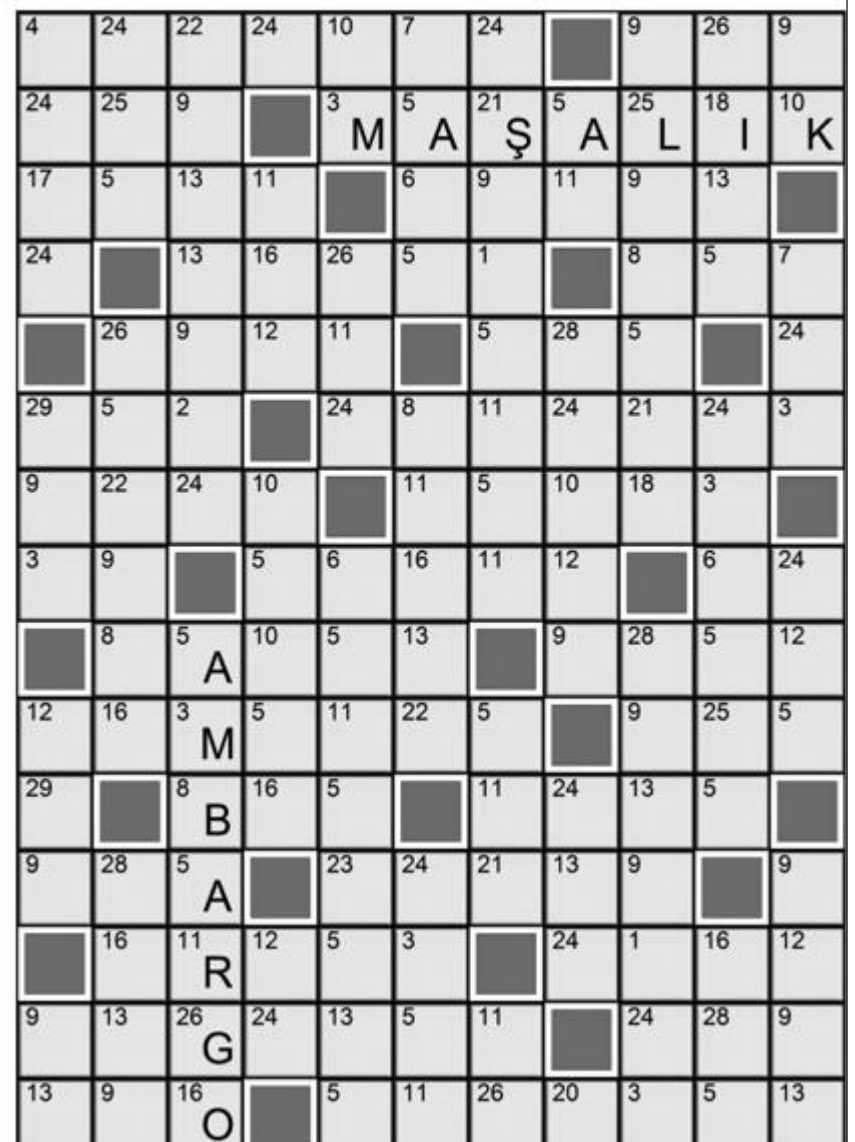 4 24 22 24 10 7 24 9 26 9
24 25 9 3 M 5 A 21 Ş 5 A 25 L 18 I 10 K
17 5 13 11 6 9 11 9 13
24 13 16 26 5 1 8 5 7
26 9 12 11 5 28 5 24
29 5 2 24 8 11 24 21 24 3
9 22 24 10 11 5 10 18 3
3 9 5 6 16 11 12 6 24
8 5 A 10 5 13 9 28 5 12
12 16 3 M 5 11 22 5 9 25 5
29 8 B 16 5 11 24 13 5
9 28 5 A 23 24 21 13 9 9
16 11 R 12 5 3 24 1 16 12
9 13 26 G 24 13 5 11 24 28 9
13 9 16 O 5 11 26 20 3 5 13